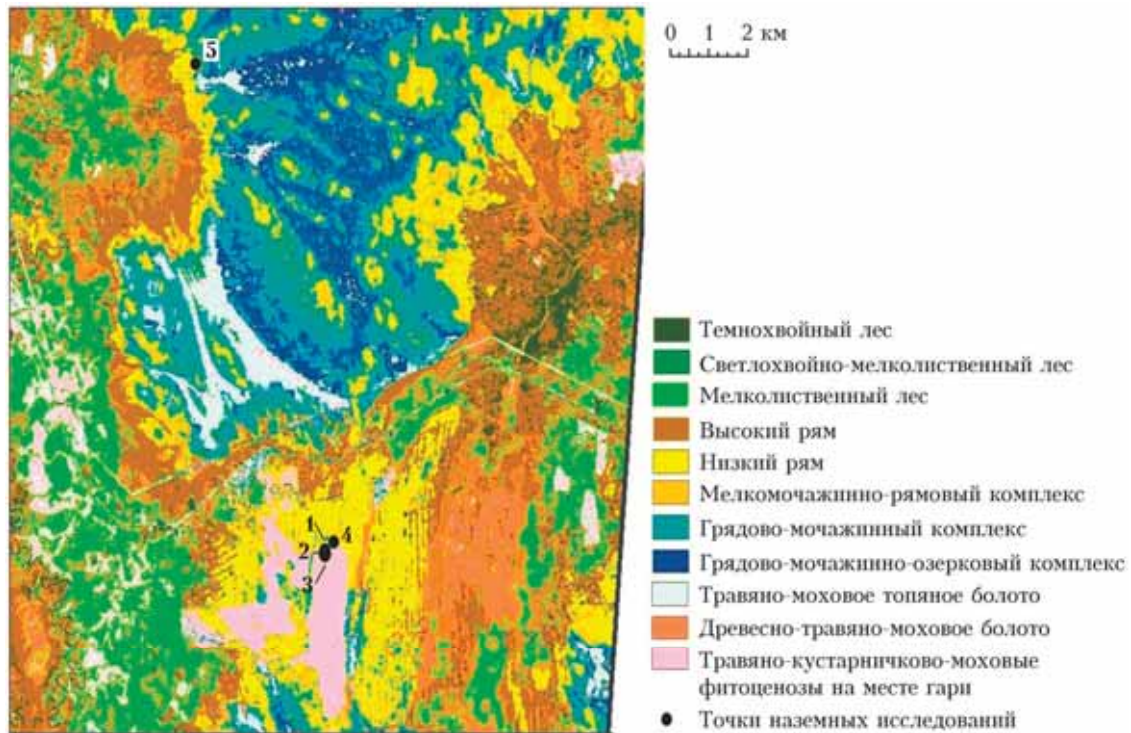 5
0 1 2 км
Темнохвойный лес
Светлохвойно-мелколиственный лес
Мелколиственный лес
Высокий рям
Низкий рям
Мелкомочажинно-рямовый комплекс
Грядово-мочажинный комплекс
Грядово-мочажинно-озерковый комплекс
Травяно-моховое топяное болото
Древесно-травяно-моховое болото
Травяно-кустарничково-моховые
фитоценозы на месте гари
Точки наземных исследований
1
4
2
3